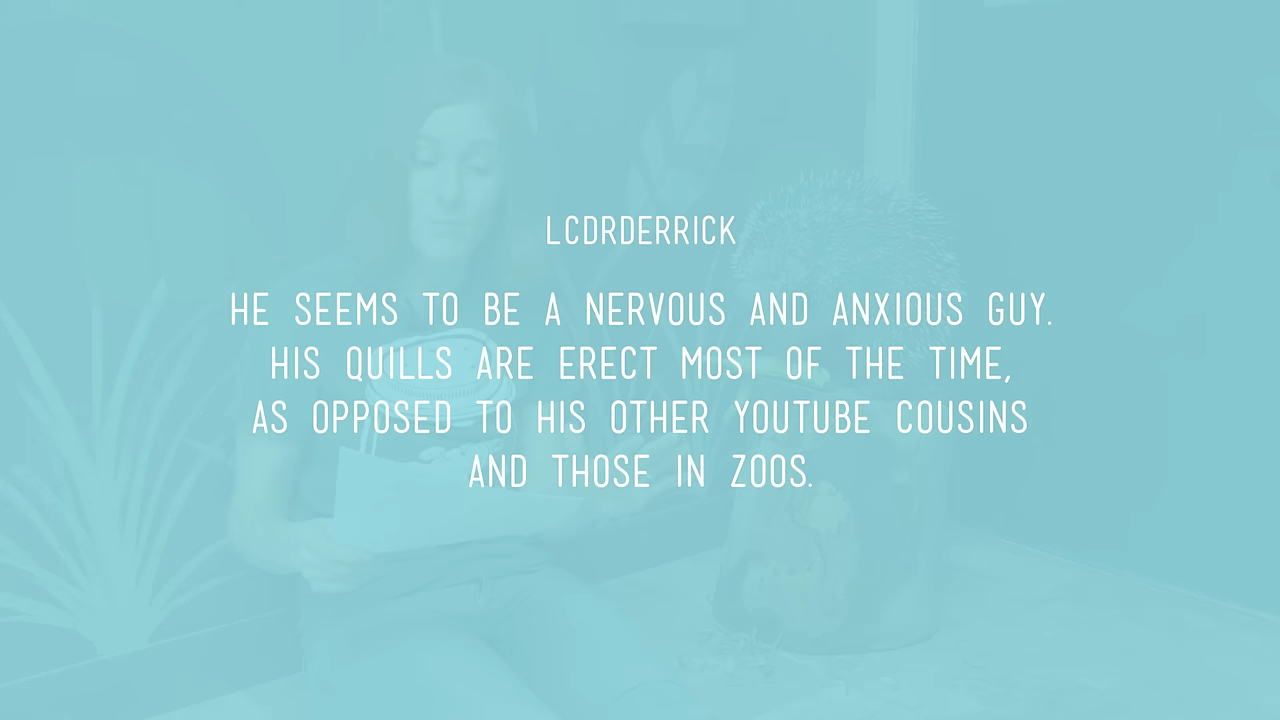 LCDRDERRICK
HE SEEMS TO BE A NERVOUS AND ANXIOUS GUY.
HIS QUILLS ARE ERECT MOST OF THE TIME,
AS OPPOSED TO HIS OTHER YOUTUBE COUSINS
AND THOSE IN ZOOS.